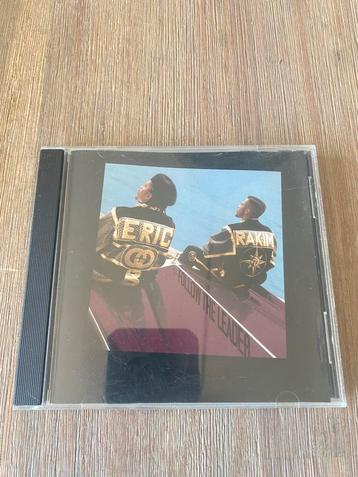 ERIC
RAKIM
FOLLOW THE LEADER